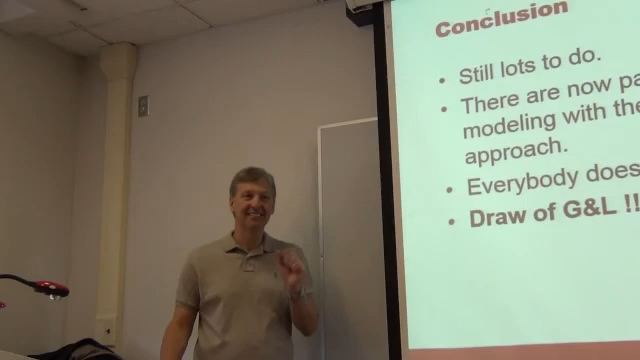 Conclusion
• Still lots to do.
• There are now pa
modeling with the
approach.
• Everybody does
• Draw of G&L !!